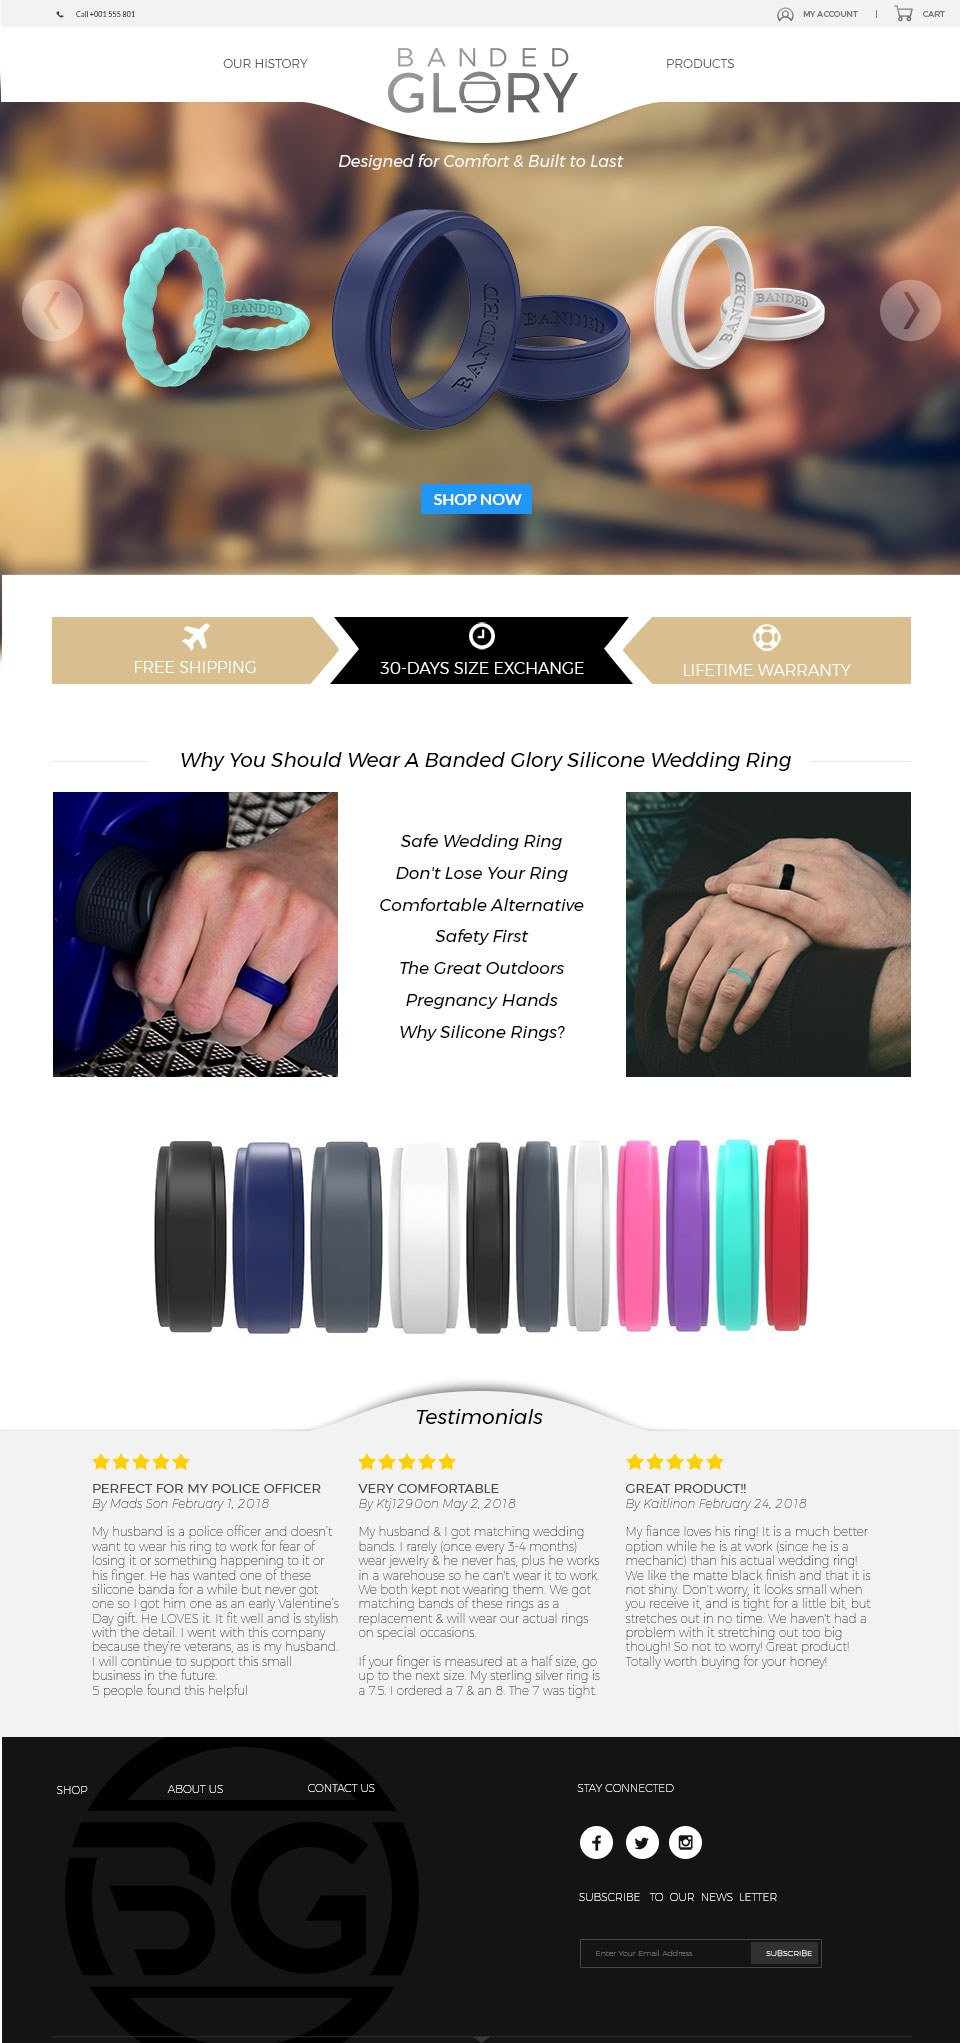 Call +001 555 801
MY ACCOUNT | CART
OUR HISTORY
BANDED
GLORY
PRODUCTS
Designed for Comfort & Built to Last
BANDED
BANDED
BANDED
BANDED
BANDED
BANDED
SHOP NOW
FREE SHIPPING
30-DAYS SIZE EXCHANGE
LIFETIME WARRANTY
Why You Should Wear A Banded Glory Silicone Wedding Ring
Safe Wedding Ring
Don't Lose Your Ring
Comfortable Alternative
Safety First
The Great Outdoors
Pregnancy Hands
Why Silicone Rings?
Testimonials
PERFECT FOR MY POLICE OFFICER
By Mads Son February 1, 2018
My husband is a police officer and doesn't
want to wear his ring to work for fear of
losing it or something happening to it or
his finger. He has wanted one of these
silicone banda for a while but never got
one so I got him one as an early Valentine's
Day gift. He LOVES it. It fit well and is stylish
with the detail. I went with this company
because they're veterans, as is my husband.
I will continue to support this small
business in the future.
5 people found this helpful
VERY COMFORTABLE
By Ktj1290on May 2, 2018
My husband & I got matching wedding
bands. I rarely (once every 3-4 months)
wear jewelry & he never has, plus he works
in a warehouse so he can't wear it to work.
We both kept not wearing them. We got
matching bands of these rings as a
replacement & will wear our actual rings
on special occasions.
If your finger is measured at a half size, go
up to the next size. My sterling silver ring is
a 7.5. I ordered a 7 & an 8. The 7 was tight.
GREAT PRODUCT!!
By Kaitlinon February 24, 2018
My fiance loves his ring! It is a much better
option while he is at work (since he is a
mechanic) than his actual wedding ring!
We like the matte black finish and that it is
not shiny. Don't worry, it looks small when
you receive it, and is tight for a little bit, but
stretches out in no time. We haven't had a
problem with it stretching out too big
though! So not to worry! Great product!
Totally worth buying for your honey!
SHOP
ABOUT US
CONTACT US
STAY CONNECTED
BG
SUBSCRIBE TO OUR NEWS LETTER
Enter Your Email Address
SUBSCRIBE